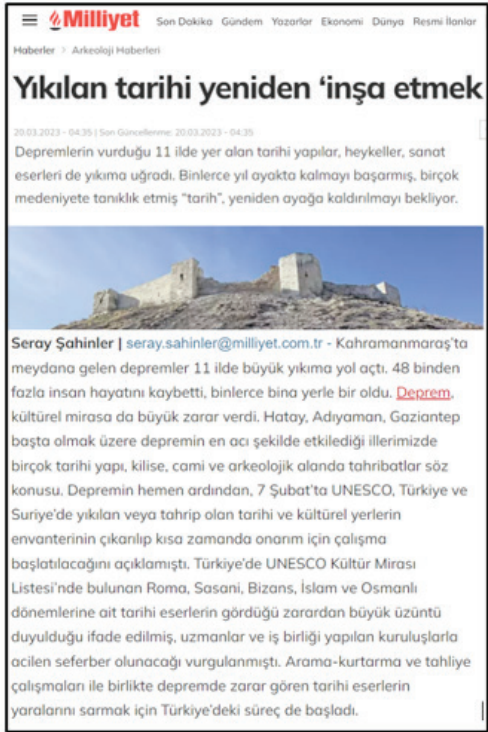 Milliyet Son Dakika Gündem Yazarlar Ekonomi Dünya Resmi İlanlar
Haberler > Arkeoloji Haberleri
Yıkılan tarihi yeniden ‘inşa etmek
20.03.2023 - 04:35 | Son Güncellenme: 20.03.2023 - 04:35
Depremlerin vurduğu 11 ilde yer alan tarihi yapılar, heykeller, sanat
eserleri de yıkıma uğradı. Binlerce yıl ayakta kalmayı başarmış, birçok
medeniyete tanıklık etmiş “tarih”, yeniden ayağa kaldırılmayı bekliyor.
Seray Şahinler | seray.sahinler@milliyet.com.tr - Kahramanmaraş’ta
meydana gelen depremler 11 ilde büyük yıkıma yol açtı. 48 binden
fazla insan hayatını kaybetti, binlerce bina yerle bir oldu. Deprem,
kültürel mirasa da büyük zarar verdi. Hatay, Adıyaman, Gaziantep
başta olmak üzere depremin en acı şekilde etkilediği illerimizde
birçok tarihi yapı, kilise, cami ve arkeolojik alanda tahribatlar söz
konusu. Depremin hemen ardından, 7 Şubat’ta UNESCO, Türkiye ve
Suriye’de yıkılan veya tahrip olan tarihi ve kültürel yerlerin
envanterinin çıkarılıp kısa zamanda onarım için çalışma
başlatılacağını açıklamıştı. Türkiye’de UNESCO Kültür Mirası
Listesi’nde bulunan Roma, Sasani, Bizans, İslam ve Osmanlı
dönemlerine ait tarihi eserlerin gördüğü zarardan büyük üzüntü
duyulduğu ifade edilmiş, uzmanlar ve iş birliği yapılan kuruluşlarla
acilen seferber olunacağı vurgulanmıştı. Arama-kurtarma ve tahliye
çalışmaları ile birlikte depremde zarar gören tarihi eserlerin
yaralarını sarmak için Türkiye’deki süreç de başladı.